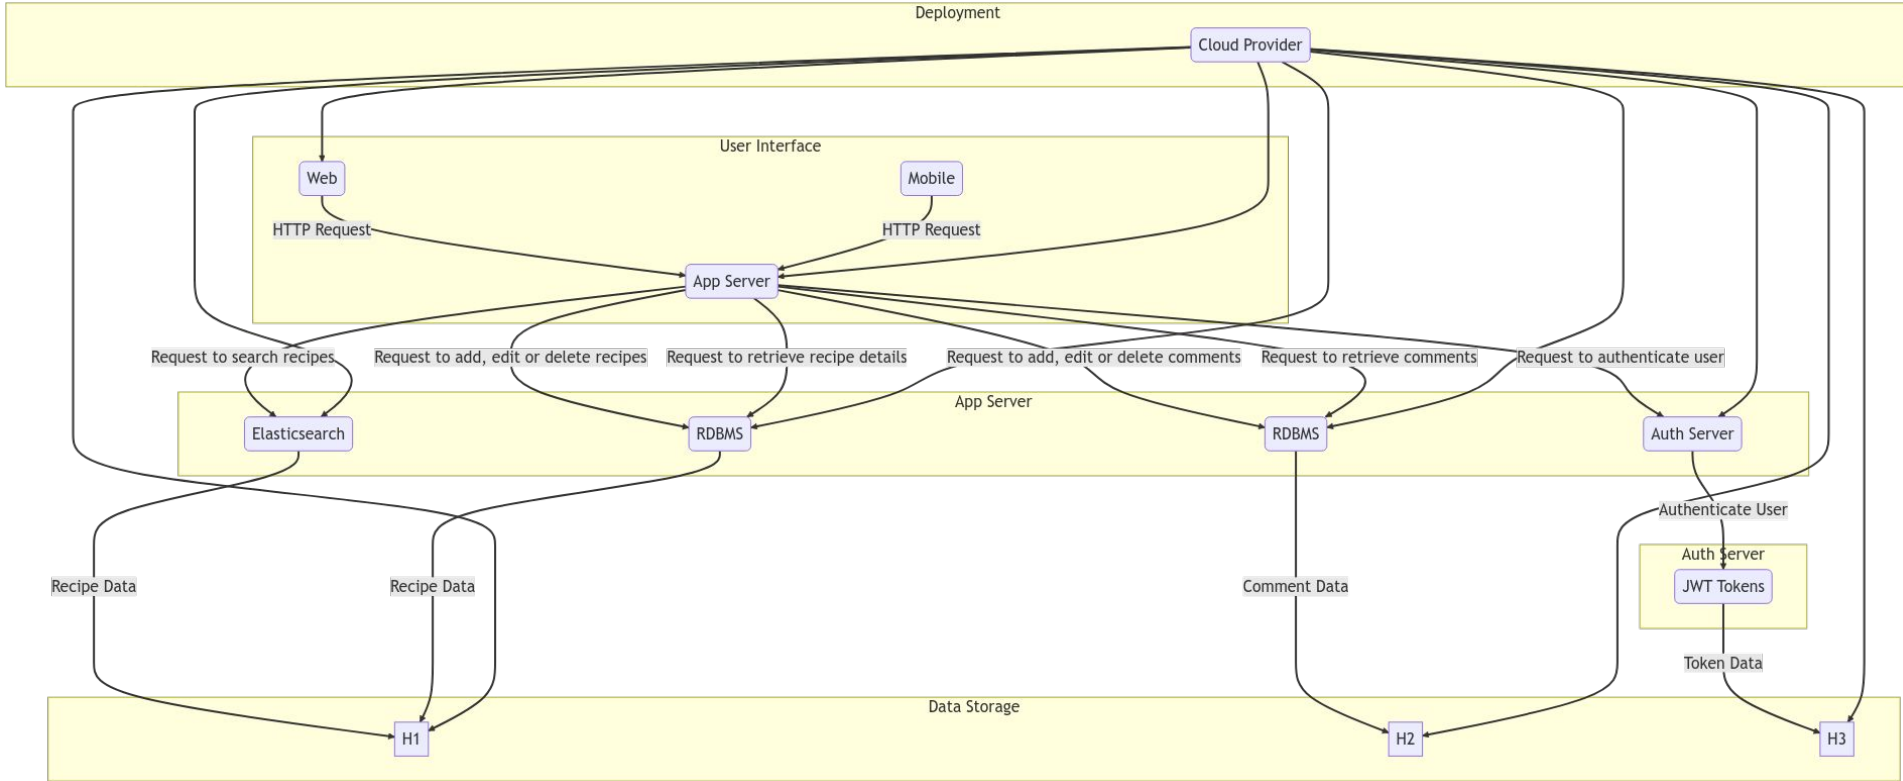 Deployment
Cloud Provider
User Interface
Web
Mobile
HTTP Request
HTTP Request
App Server
Request to search recipes
Request to add, edit or delete recipes
Request to retrieve recipe details
Request to add, edit or delete comments
Request to retrieve comments
Request to authenticate user
App Server
Elasticsearch
RDBMS
RDBMS
Auth Server
Authenticate User
Auth Server
Recipe Data
Recipe Data
Comment Data
JWT Tokens
Token Data
Data Storage
H1
H2
H3